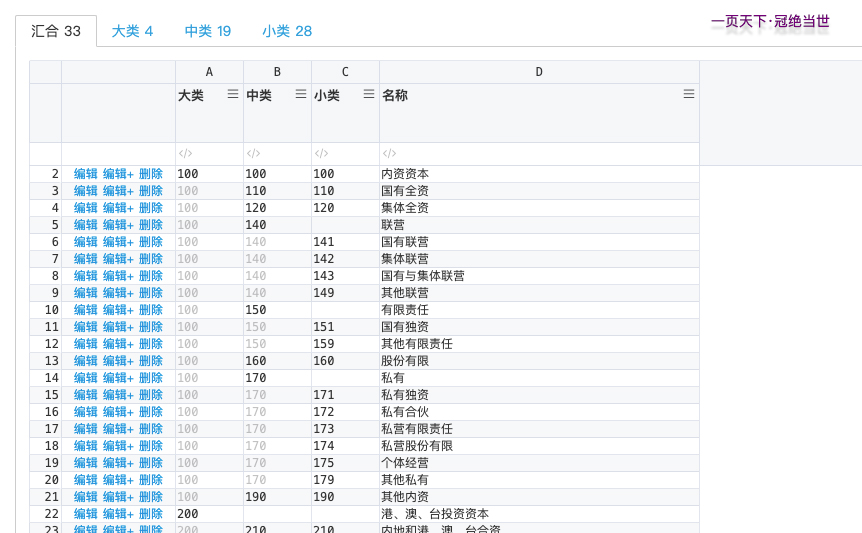 汇合 33 大类 4 中类 19 小类 28 一页天下·冠绝当世
A B C D
大类 中类 小类 名称
</> </> </> </>
2 编辑 编辑+ 删除 100 100 100 内资资本
3 编辑 编辑+ 删除 100 110 110 国有全资
4 编辑 编辑+ 删除 100 120 120 集体全资
5 编辑 编辑+ 删除 100 140 联营
6 编辑 编辑+ 删除 100 140 141 国有联营
7 编辑 编辑+ 删除 100 140 142 集体联营
8 编辑 编辑+ 删除 100 140 143 国有与集体联营
9 编辑 编辑+ 删除 100 140 149 其他联营
10 编辑 编辑+ 删除 100 150 有限责任
11 编辑 编辑+ 删除 100 150 151 国有独资
12 编辑 编辑+ 删除 100 150 159 其他有限责任
13 编辑 编辑+ 删除 100 160 160 股份有限
14 编辑 编辑+ 删除 100 170 私有
15 编辑 编辑+ 删除 100 170 171 私有独资
16 编辑 编辑+ 删除 100 170 172 私有合伙
17 编辑 编辑+ 删除 100 170 173 私营有限责任
18 编辑 编辑+ 删除 100 170 174 私营股份有限
19 编辑 编辑+ 删除 100 170 175 个体经营
20 编辑 编辑+ 删除 100 170 179 其他私有
21 编辑 编辑+ 删除 100 190 190 其他内资
22 编辑 编辑+ 删除 200 港、澳、台投资资本
23 编辑 编辑+ 删除 200 210 210 内地和港、澳、台合资